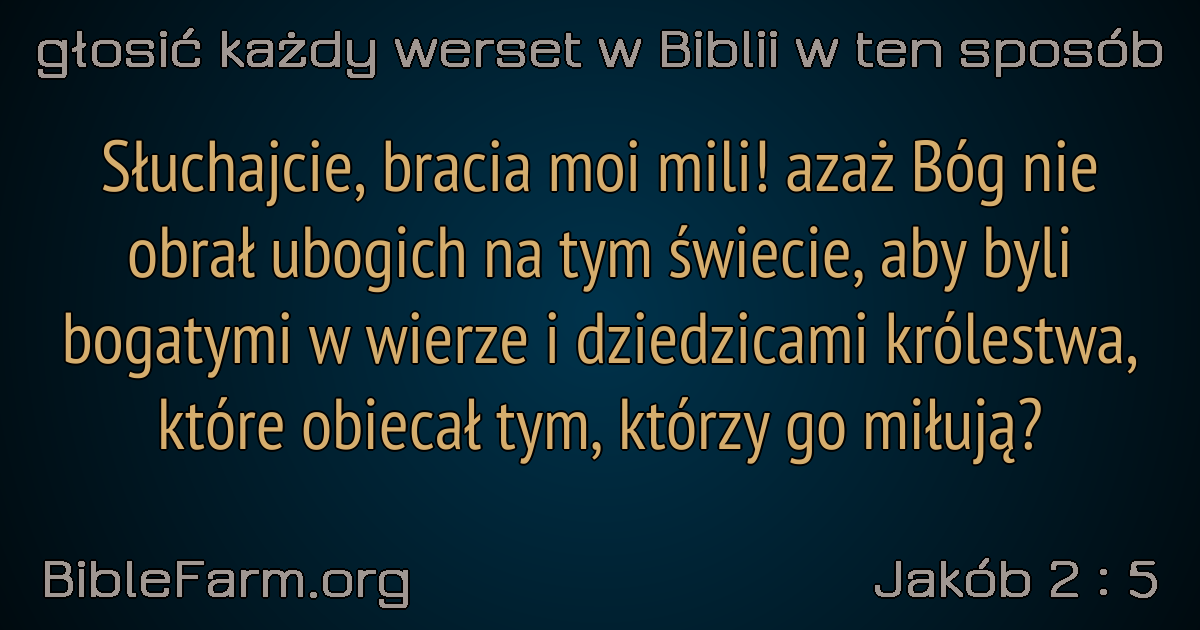 głosić każdy werset w Biblii w ten sposób
Słuchajcie, bracia moi mili! azaż Bóg nie
obrał ubogich na tym świecie, aby byli
bogatymi w wierze i dziedzicami królestwa,
które obiecał tym, którzy go miłują?
BibleFarm.org
Jakób 2 : 5